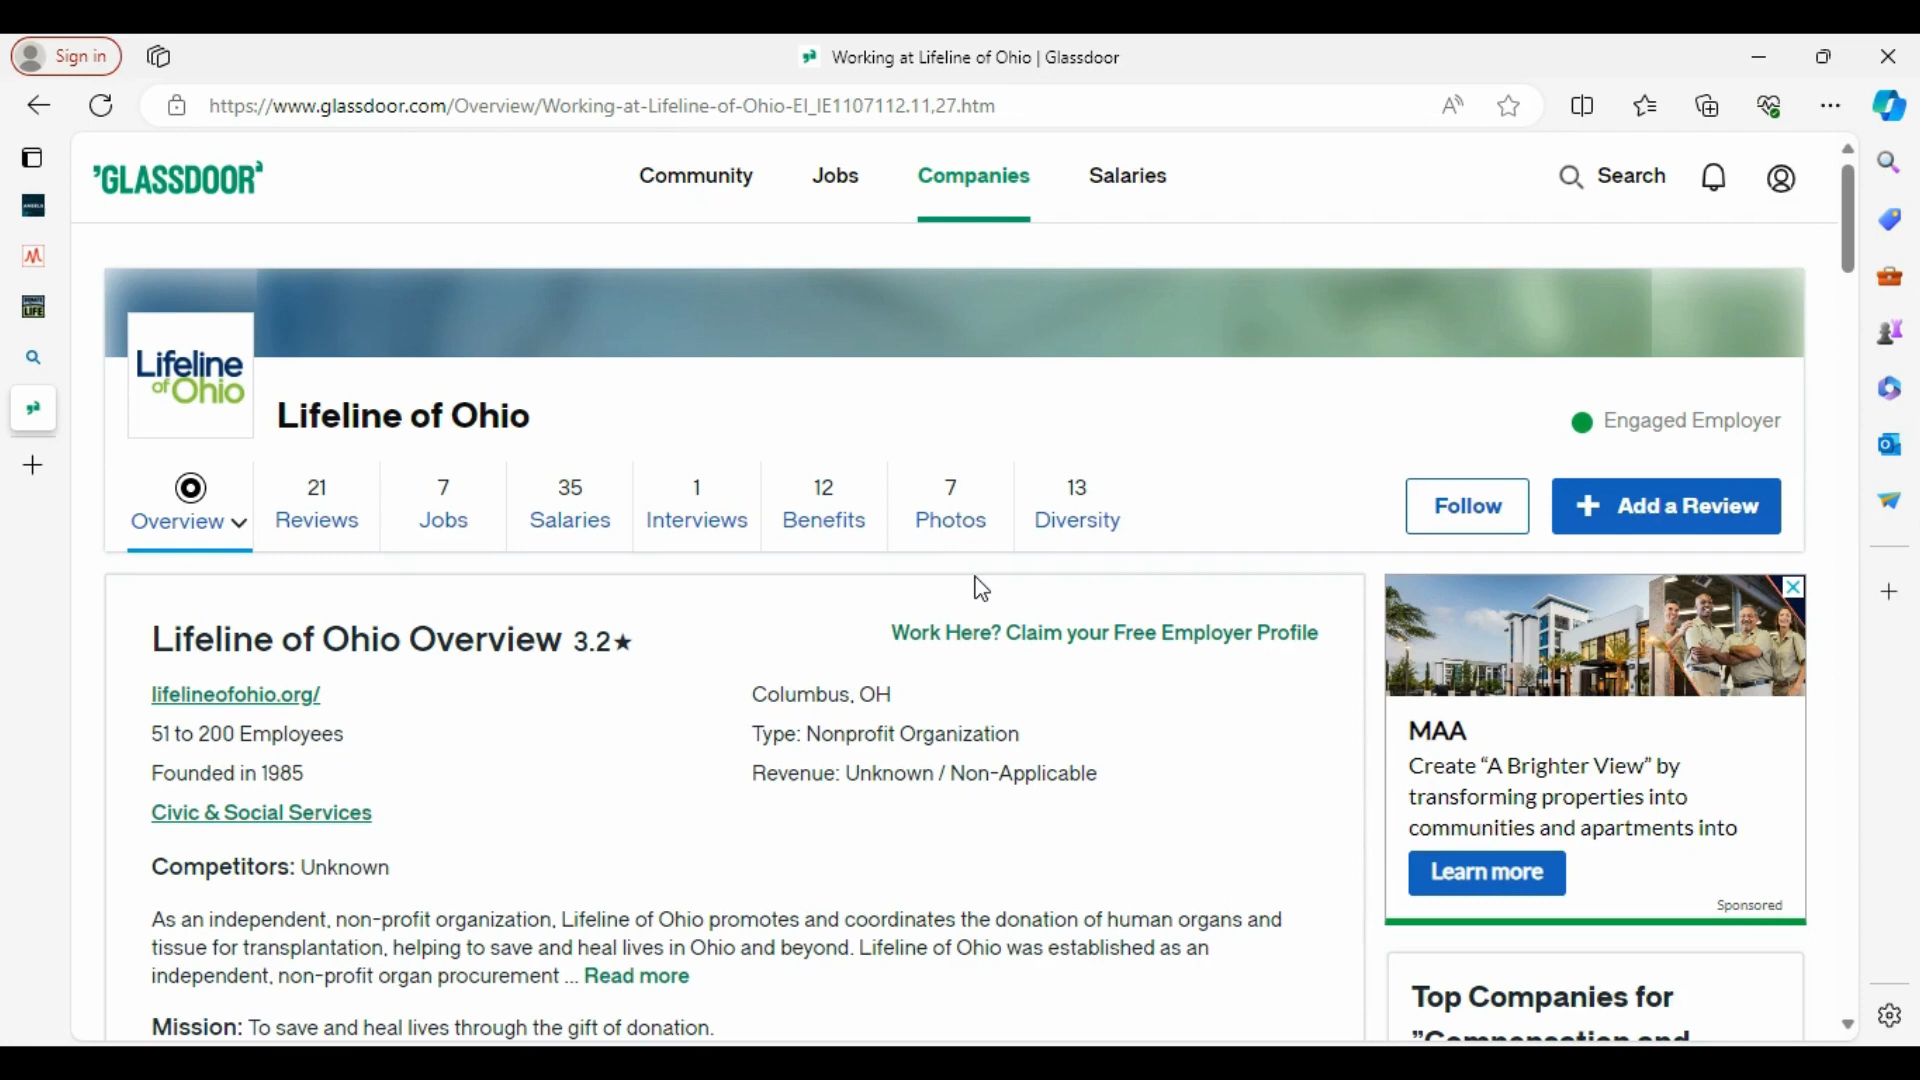 Sign in
Working at Lifeline of Ohio | Glassdoor
https://www.glassdoor.com/Overview/Working-at-Lifeline-of-Ohio-EI_IE1107112.11,27.htm
"GLASSDOOR"
Community
Jobs
Companies
Salaries
Search
Lifeline
of Ohio
Lifeline of Ohio
Engaged Employer
Overview
21
Reviews
7
Jobs
35
Salaries
1
Interviews
12
Benefits
7
Photos
13
Diversity
Follow
+ Add a Review
Lifeline of Ohio Overview 3.2★
Work Here? Claim your Free Employer Profile
lifelineofohio.org/
Columbus, OH
51 to 200 Employees
Type: Nonprofit Organization
Founded in 1985
Revenue: Unknown / Non-Applicable
Civic & Social Services
Competitors: Unknown
As an independent, non-profit organization, Lifeline of Ohio promotes and coordinates the donation of human organs and
tissue for transplantation, helping to save and heal lives in Ohio and beyond. Lifeline of Ohio was established as an
independent, non-profit organ procurement ... Read more
Mission: To save and heal lives through the gift of donation.
MAA
Create “A Brighter View” by
transforming properties into
communities and apartments into
Learn more
Sponsored
Top Companies for
"Compensation and